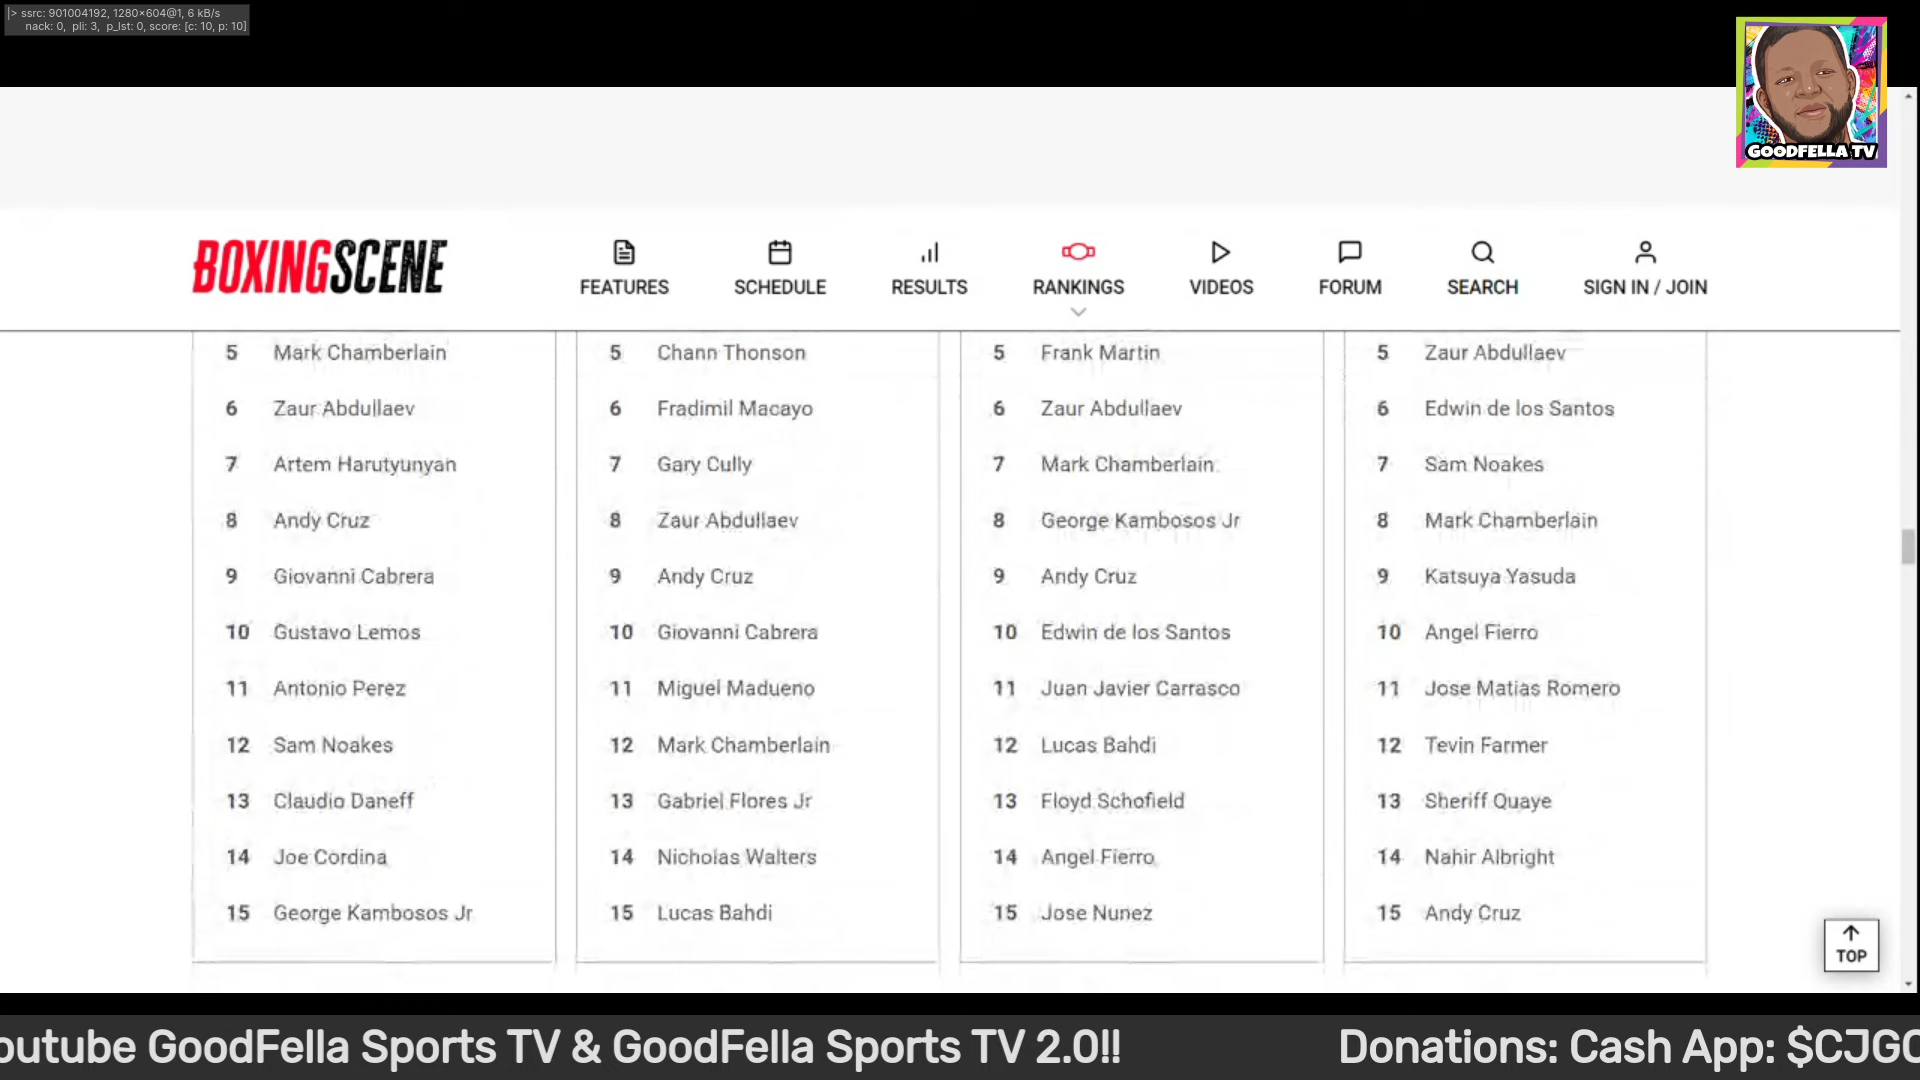 |> ssrc: 901004192, 1280×604@1, 6 kB/s
nack: 0, pli: 3, p_lst: 0, score: [c: 10, p: 10]
GOODFELLA TV
BOXINGSCENE
FEATURES SCHEDULE RESULTS RANKINGS VIDEOS FORUM SEARCH SIGN IN / JOIN
5 Mark Chamberlain
6 Zaur Abdullaev
7 Artem Harutyunyan
8 Andy Cruz
9 Giovanni Cabrera
10 Gustavo Lemos
11 Antonio Perez
12 Sam Noakes
13 Claudio Daneff
14 Joe Cordina
15 George Kambosos Jr
5 Chann Thonson
6 Fradimil Macayo
7 Gary Cully
8 Zaur Abdullaev
9 Andy Cruz
10 Giovanni Cabrera
11 Miguel Madueno
12 Mark Chamberlain
13 Gabriel Flores Jr
14 Nicholas Walters
15 Lucas Bahdi
5 Frank Martin
6 Zaur Abdullaev
7 Mark Chamberlain
8 George Kambosos Jr
9 Andy Cruz
10 Edwin de los Santos
11 Juan Javier Carrasco
12 Lucas Bahdi
13 Floyd Schofield
14 Angel Fierro
15 Jose Nunez
5 Zaur Abdullaev
6 Edwin de los Santos
7 Sam Noakes
8 Mark Chamberlain
9 Katsuya Yasuda
10 Angel Fierro
11 Jose Matias Romero
12 Tevin Farmer
13 Sheriff Quaye
14 Nahir Albright
15 Andy Cruz
TOP
outube GoodFella Sports TV & GoodFella Sports TV 2.0!! Donations: Cash App: $CJGO